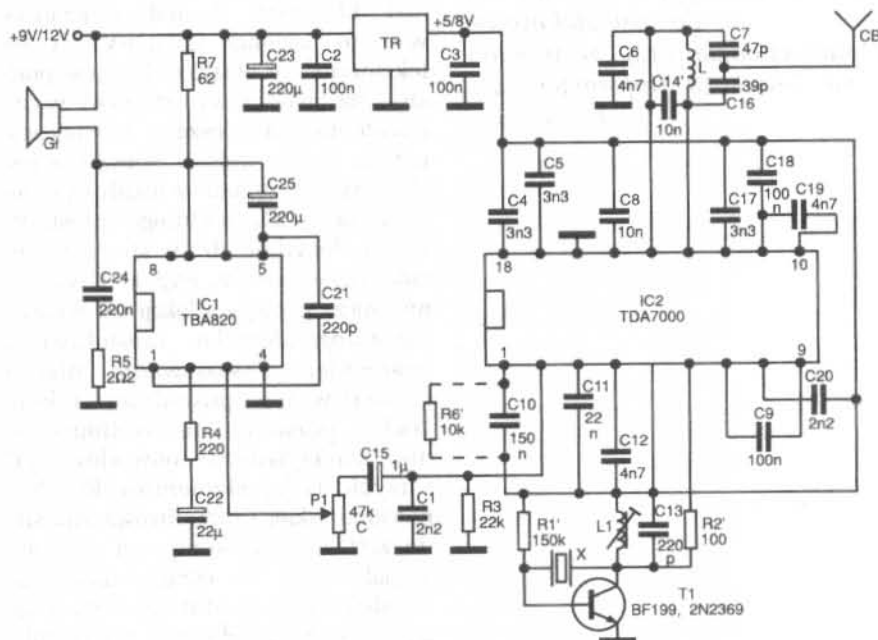 +9V/12V
Gł
R7
62
C23
220µ
C2
100n
TR
+5/8V
C3
100n
C6
4n7
L
C14'
10n
C7
47p
39p
C16
CB
C25
220µ
C5
3n3
C4
3n3
C8
10n
C17
3n3
C18
100
n
C19
4n7
8
5
18
10
C24
220n
IC1
TBA820
C21
220p
IC2
TDA7000
1
4
1
9
R5
2Ω2
R4
220
C22
22µ
P1
47k
C
C15
1µ
C1
2n2
R3
22k
R6'
10k
C10
150
n
C11
22
n
C12
4n7
C9
100n
C20
2n2
R1'
150k
X
L1
C13
220
p
R2'
100
T1
BF199, 2N2369